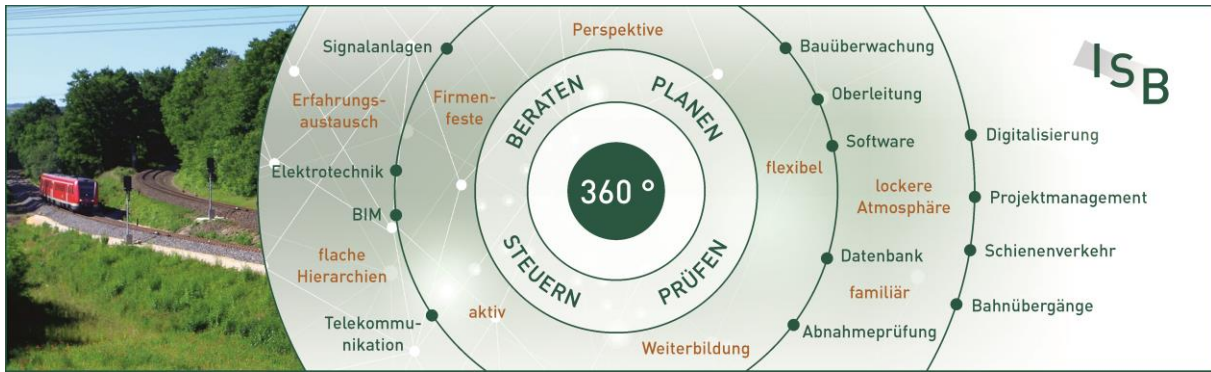 Perspektive
Signalanlagen
Erfahrungs-
austausch
Firmen-
feste
Elektrotechnik
BIM
flache
Hierarchien
aktiv
Telekommu-
nikation
BERATEN
PLANEN
360 °
STEUERN
PRÜFEN
Weiterbildung
Bauüberwachung
Oberleitung
Software
flexibel
lockere
Atmosphäre
Datenbank
familiär
Abnahmeprüfung
Digitalisierung
Projektmanagement
Schienenverkehr
Bahnübergänge
ISB